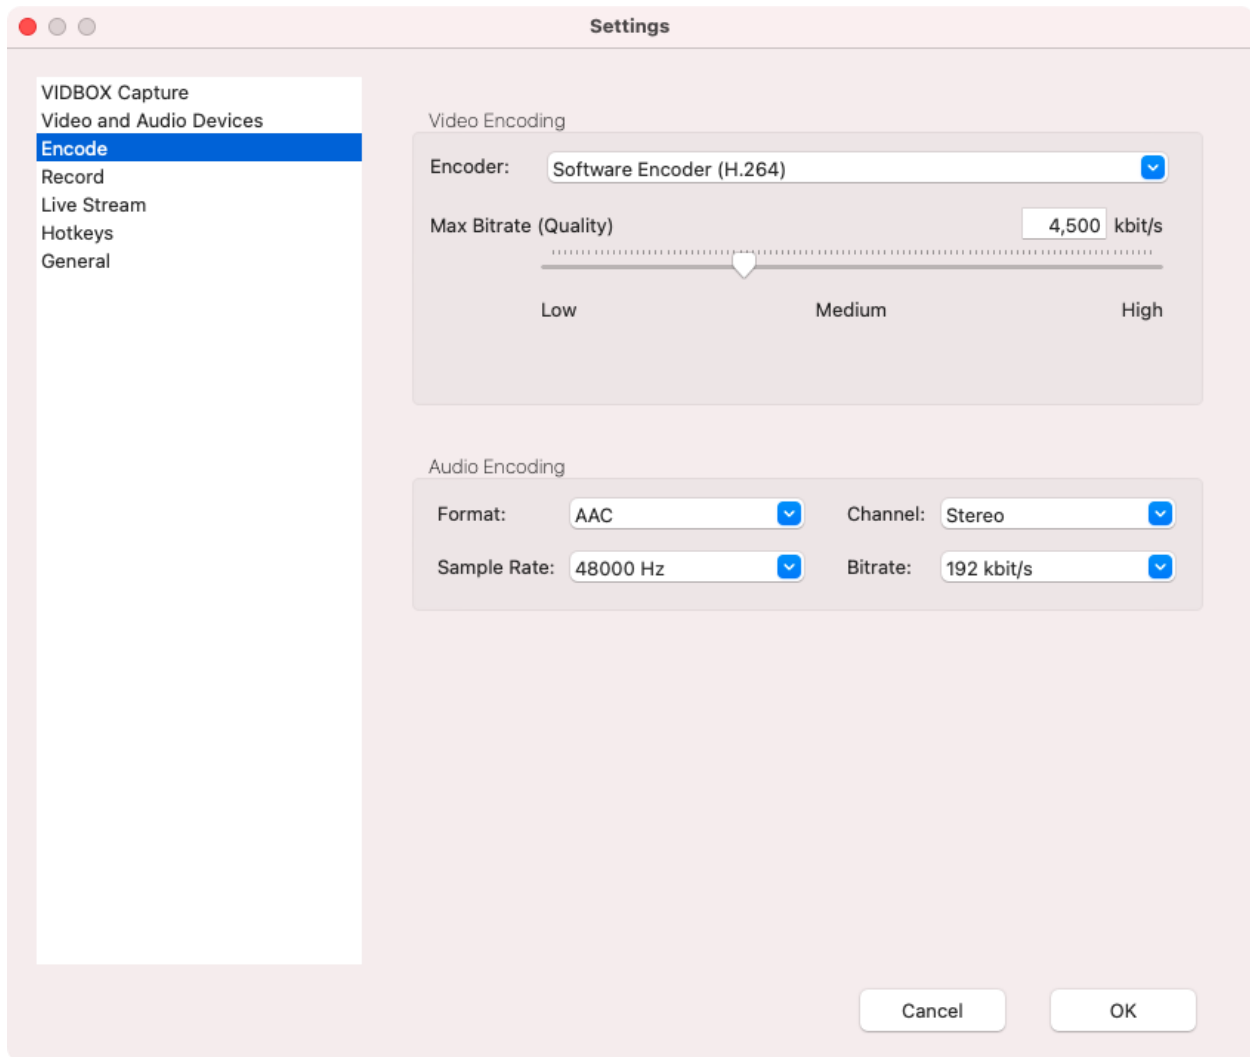 Settings
VIDBOX Capture
Video and Audio Devices
Encode
Record
Live Stream
Hotkeys
General
Video Encoding
Encoder: Software Encoder (H.264)
Max Bitrate (Quality) 4,500 kbit/s
Low Medium High
Audio Encoding
Format: AAC Channel: Stereo
Sample Rate: 48000 Hz Bitrate: 192 kbit/s
Cancel OK